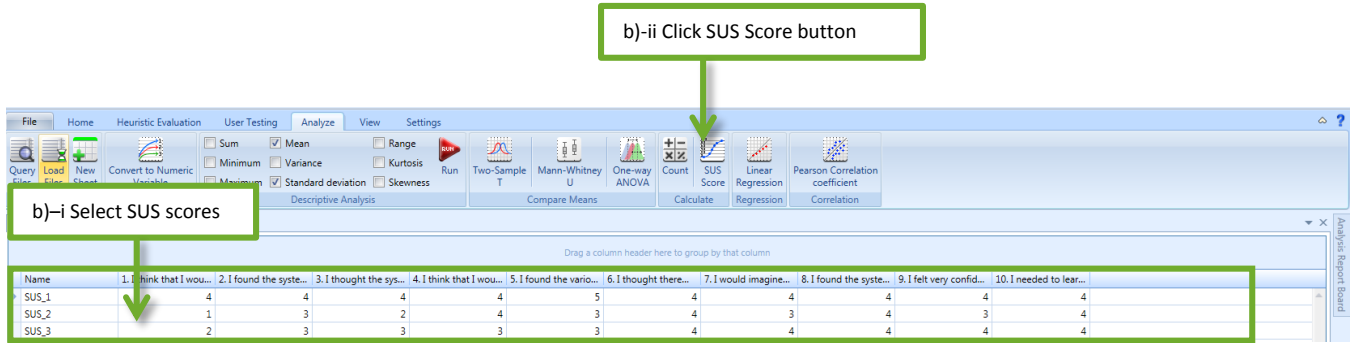 b)-ii Click SUS Score button
File Home Heuristic Evaluation User Testing Analyze View Settings
Sum Mean Range
Minimum Variance Kurtosis
Maximum Standard deviation Skewness
Query Files
Load Files
New Sheet
Convert to Numeric Variable
RUN
Run
Two-Sample T
Mann-Whitney U
One-way ANOVA
Count
SUS Score
Linear Regression
Pearson Correlation coefficient
Descriptive Analysis Compare Means Calculate Regression Correlation
b)–i Select SUS scores
Drag a column header here to group by that column
Analysis Report Board
Name 1. I think that I wou... 2. I found the syste... 3. I thought the sys... 4. I think that I wou... 5. I found the vario... 6. I thought there... 7. I would imagine... 8. I found the syste... 9. I felt very confid... 10. I needed to lear...
SUS_1 4 4 4 4 5 4 4 4 4 4
SUS_2 1 3 2 4 3 4 3 4 3 4
SUS_3 2 3 3 3 3 4 4 4 4 4